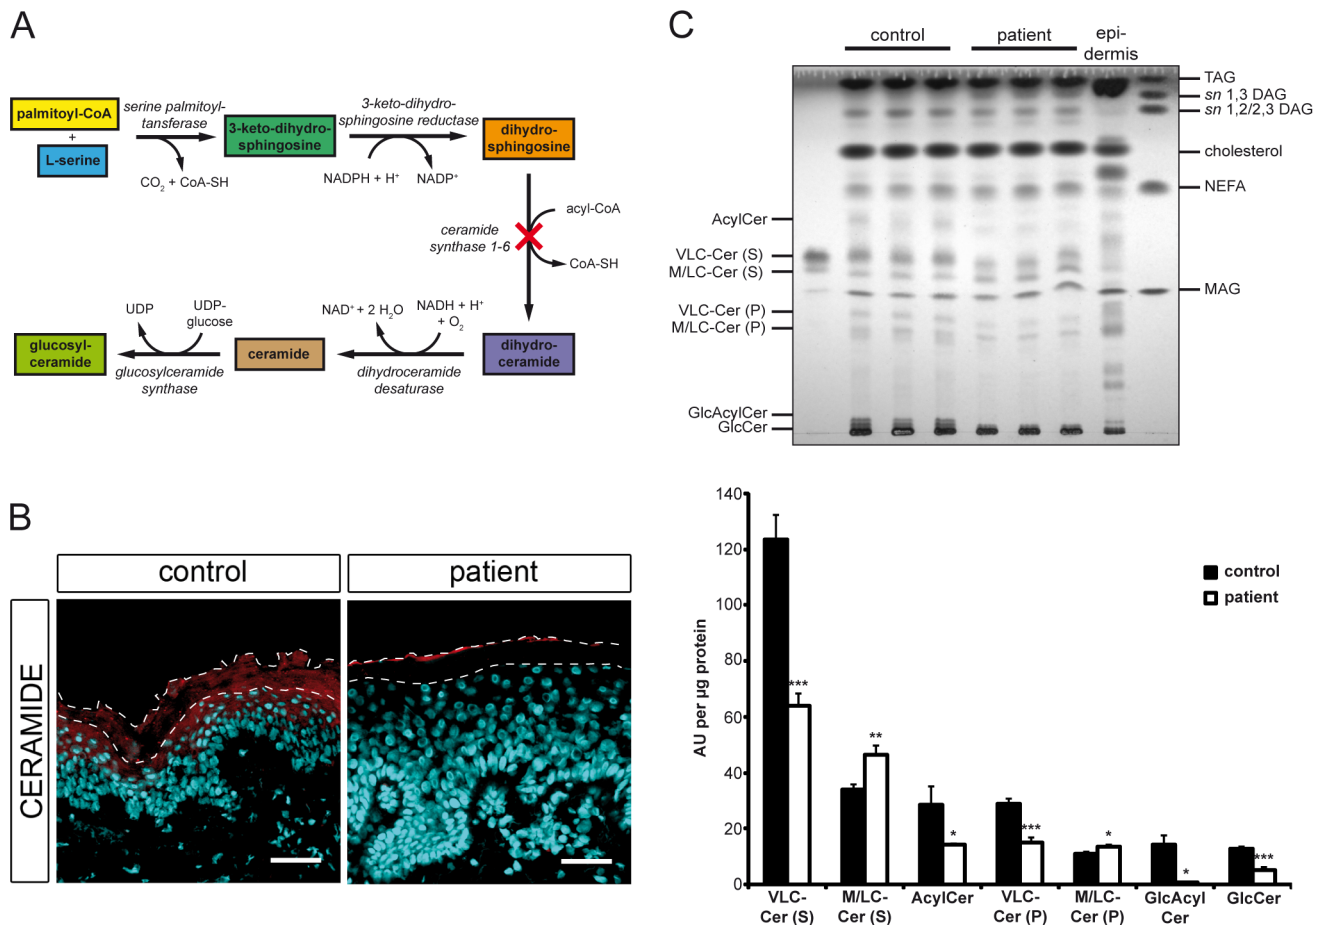 A
palmitoyl-CoA
+
L-serine
serine palmitoyl-
tansferase
CO2 + CoA-SH
3-keto-dihydro-
sphingosine
3-keto-dihydro-
sphingosine reductase
NADPH + H+
NADP+
dihydro-
sphingosine
acyl-CoA
ceramide
synthase 1-6
CoA-SH
dihydro-
ceramide
NADH + H+
+ O2
NAD+ + 2 H2O
dihydroceramide
desaturase
ceramide
UDP-
glucose
UDP
glucosylceramide
synthase
glucosyl-
ceramide
B
control
patient
CERAMIDE
C
control
patient
epi-
dermis
TAG
sn 1,3 DAG
sn 1,2/2,3 DAG
cholesterol
NEFA
MAG
AcylCer
VLC-Cer (S)
M/LC-Cer (S)
VLC-Cer (P)
M/LC-Cer (P)
GlcAcylCer
GlcCer
AU per µg protein
140
120
100
80
60
40
20
0
control
patient
***
**
*
***
*
*
***
VLC-
Cer (S)
M/LC-
Cer (S)
AcylCer
VLC-
Cer (P)
M/LC-
Cer (P)
GlcAcyl
Cer
GlcCer